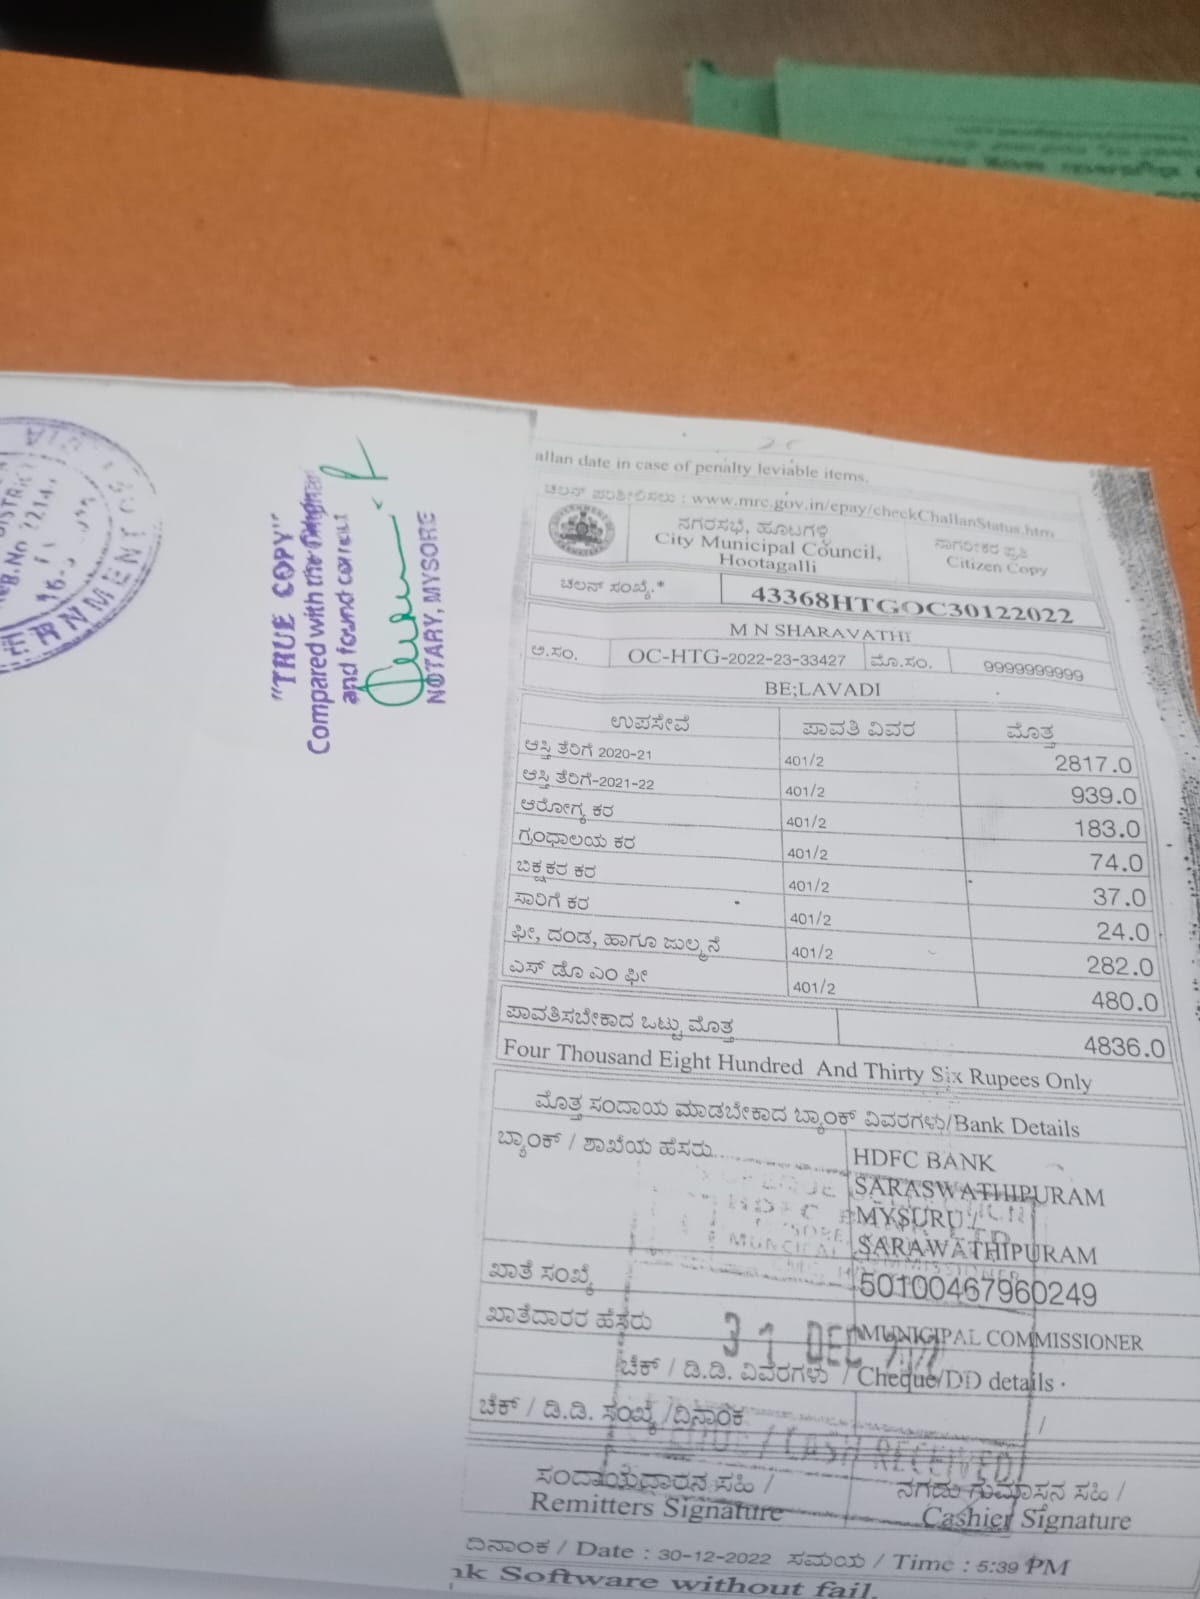 allan date in case of penalty leviable items.
ಚಲನ್ ಪರಿಶೀಲಿಸಲು : www.mrc.gov.in/epay/checkChallanStatus.htm
ನಗರಸಭೆ, ಹೂಟಗಳ್ಳಿ
City Municipal Council,
Hootagalli
ನಾಗರೀಕರ ಪ್ರತಿ
Citizen Copy
ಚಲನ್ ಸಂಖ್ಯೆ.* 43368HTGOC30122022
M N SHARAVATHI
ಅ.ಸಂ. OC-HTG-2022-23-33427 ಮೊ.ಸಂ. 9999999999
BE;LAVADI
ಉಪಸೇವೆ ಪಾವತಿ ವಿವರ ಮೊತ್ತ
ಆಸ್ತಿ ತೆರಿಗೆ 2020-21 401/2 2817.0
ಆಸ್ತಿ ತೆರಿಗೆ-2021-22 401/2 939.0
ಆರೋಗ್ಯ ಕರ 401/2 183.0
ಗ್ರಂಥಾಲಯ ಕರ 401/2 74.0
ಬಿಕ್ಷಕರ ಕರ 401/2 37.0
ಸಾರಿಗೆ ಕರ 401/2 24.0
ಫೀ, ದಂಡ, ಹಾಗೂ ಜುಲ್ಮನೆ 401/2 282.0
ಎಸ್ ಡೊ ಎಂ ಫೀ 401/2 480.0
ಪಾವತಿಸಬೇಕಾದ ಒಟ್ಟು ಮೊತ್ತ 4836.0
Four Thousand Eight Hundred And Thirty Six Rupees Only
ಮೊತ್ತ ಸಂದಾಯ ಮಾಡಬೇಕಾದ ಬ್ಯಾಂಕ್ ವಿವರಗಳು/Bank Details
ಬ್ಯಾಂಕ್ / ಶಾಖೆಯ ಹೆಸರು HDFC BANK
SARASWATHIPURAM
MYSURU /
SARAWATHIPURAM
ಖಾತೆ ಸಂಖ್ಯೆ 50100467960249
ಖಾತೆದಾರರ ಹೆಸರು MUNICIPAL COMMISSIONER
31 DEC
ಚೆಕ್ / ಡಿ.ಡಿ. ವಿವರಗಳು / Cheque/DD details
ಚೆಕ್ / ಡಿ.ಡಿ. ಸಂಖ್ಯೆ /ದಿನಾಂಕ /
CASH RECEIVED
ಸಂದಾಯದಾರನ ಸಹಿ /
Remitters Signature
ನಗದು ಗುಮಾಸ್ತನ ಸಹಿ /
Cashier Signature
ದಿನಾಂಕ / Date : 30-12-2022 ಸಮಯ / Time : 5:39 PM
nk Software without fail.
"TRUE COPY"
Compared with the Original
and found correct
NOTARY, MYSORE